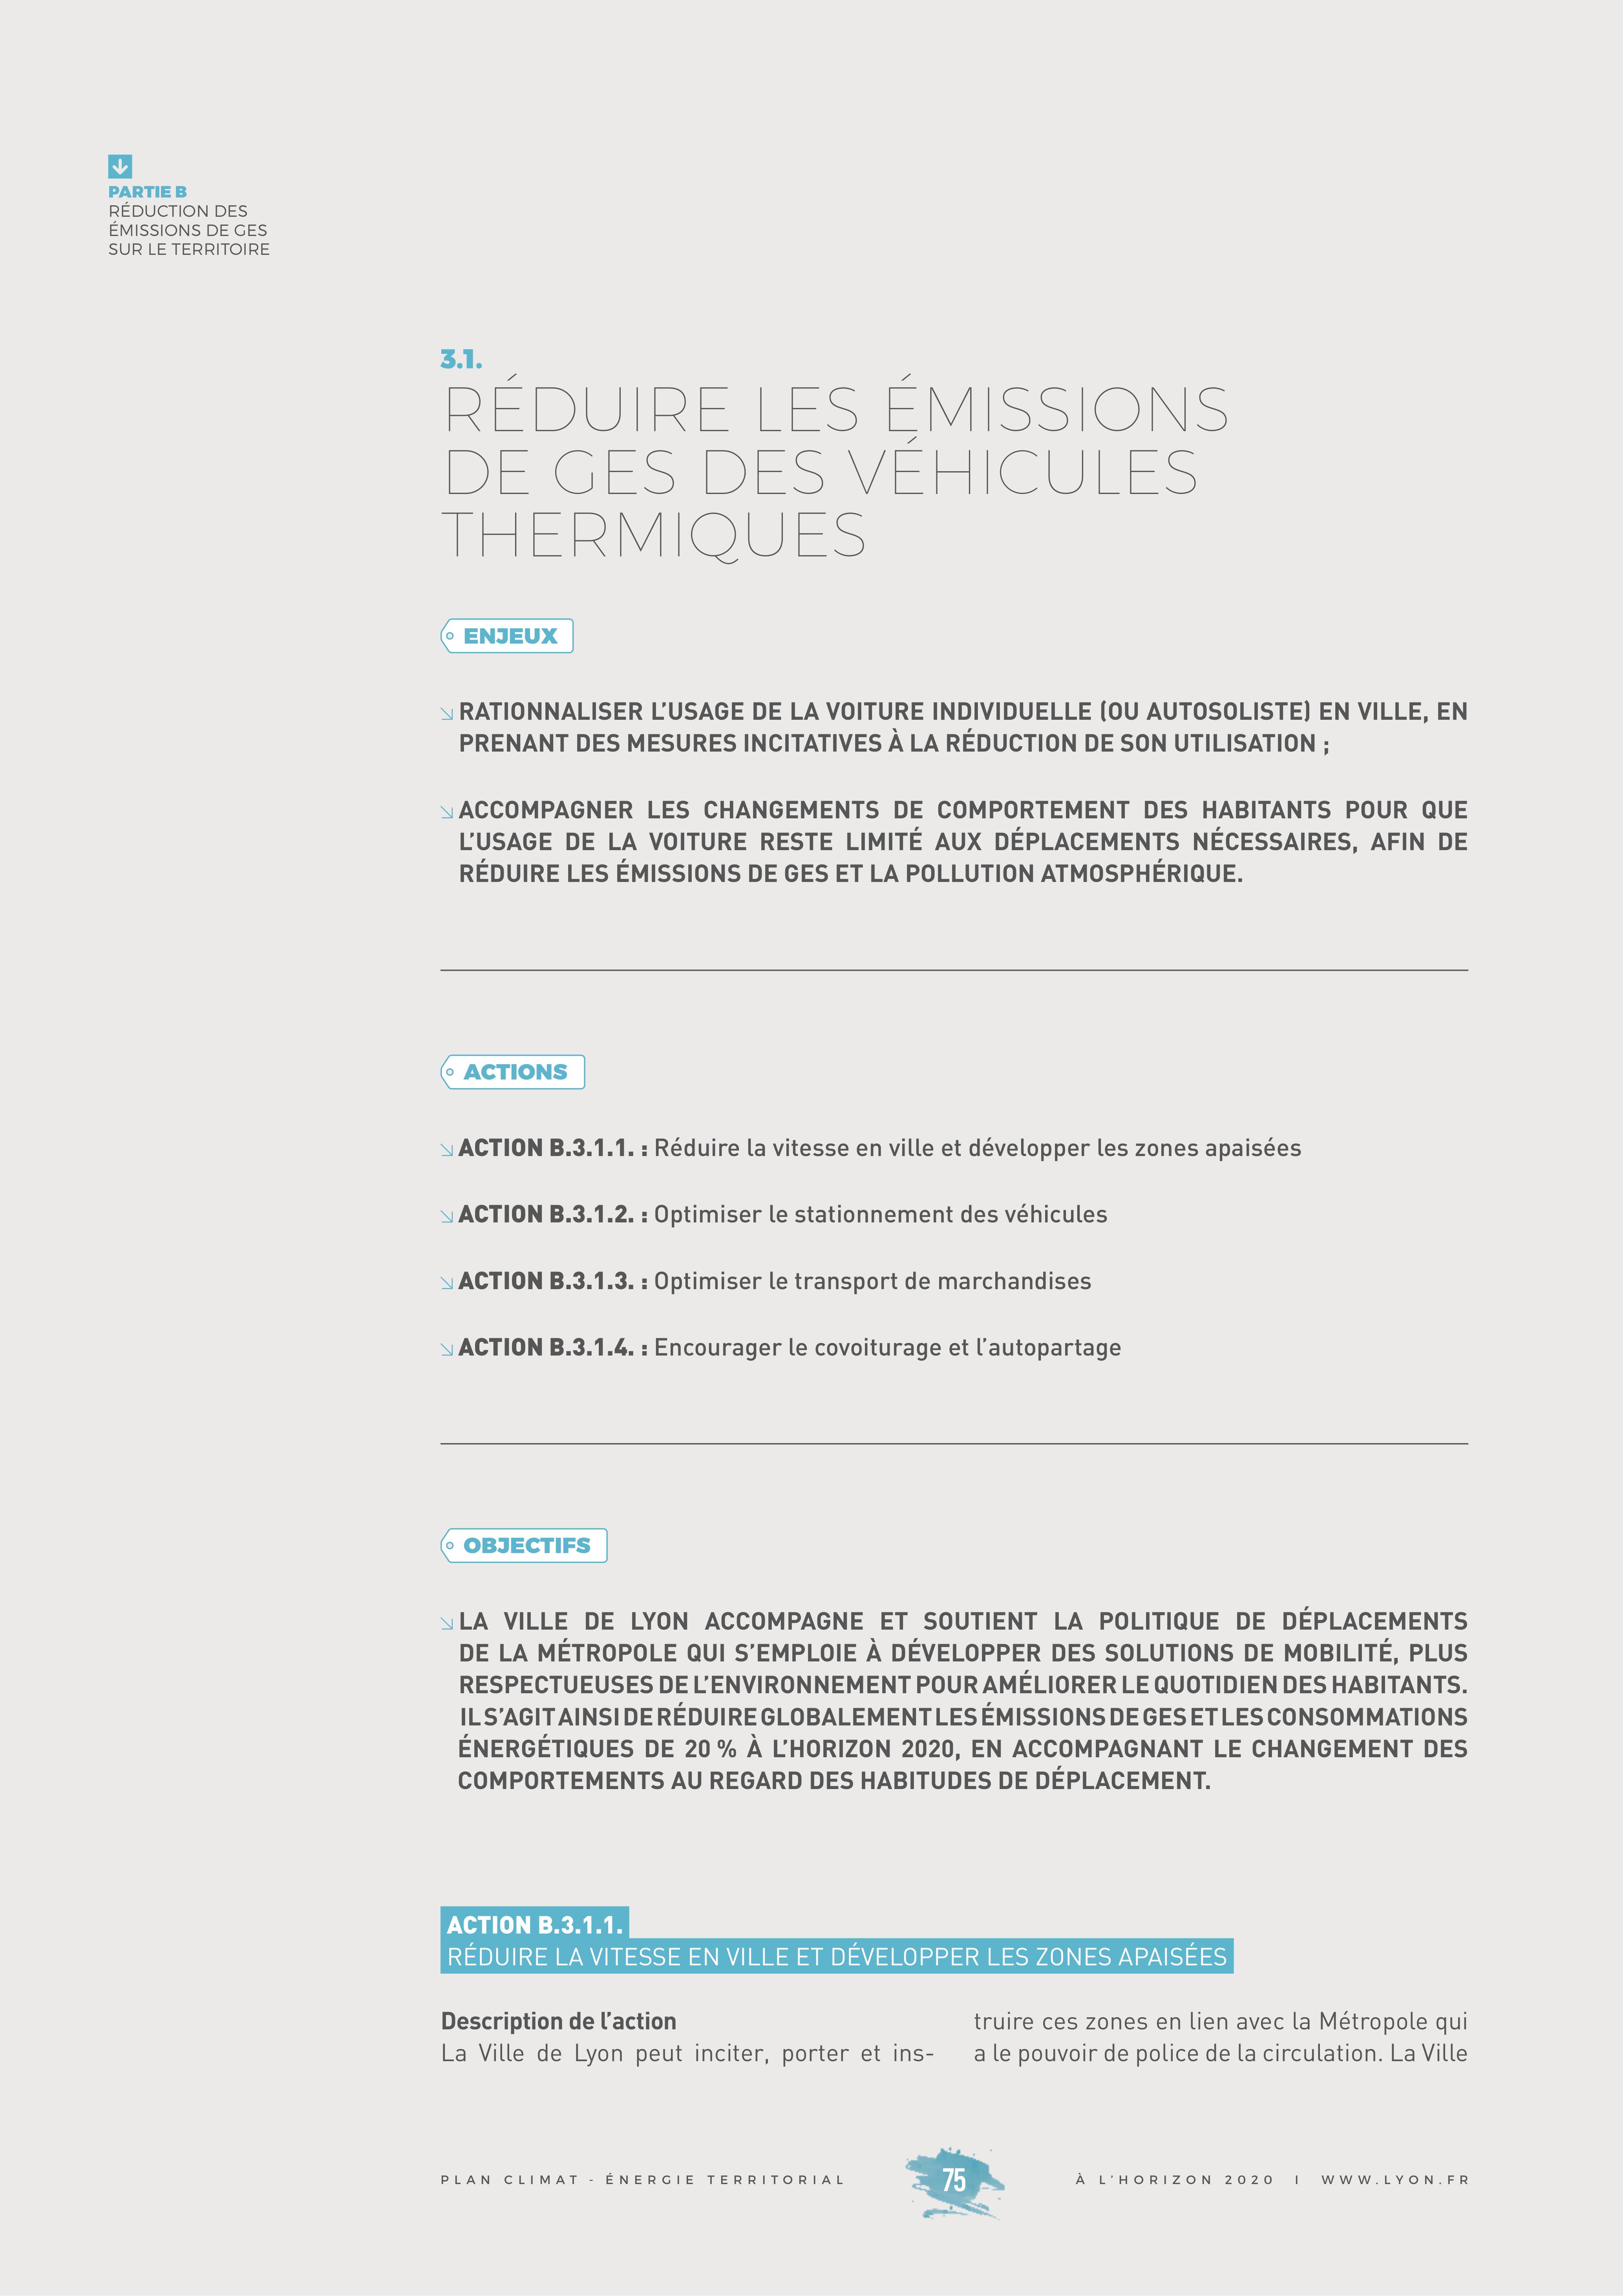 PARTIE B
RÉDUCTION DES
ÉMISSIONS DE GES
SUR LE TERRITOIRE
3.1.
RÉDUIRE LES ÉMISSIONS
DE GES DES VÉHICULES
THERMIQUES
ENJEUX
RATIONNALISER L’USAGE DE LA VOITURE INDIVIDUELLE (OU AUTOSOLISTE) EN VILLE, EN
PRENANT DES MESURES INCITATIVES À LA RÉDUCTION DE SON UTILISATION ;
ACCOMPAGNER LES CHANGEMENTS DE COMPORTEMENT DES HABITANTS POUR QUE
L’USAGE DE LA VOITURE RESTE LIMITÉ AUX DÉPLACEMENTS NÉCESSAIRES, AFIN DE
RÉDUIRE LES ÉMISSIONS DE GES ET LA POLLUTION ATMOSPHÉRIQUE.
ACTIONS
ACTION B.3.1.1. : Réduire la vitesse en ville et développer les zones apaisées
ACTION B.3.1.2. : Optimiser le stationnement des véhicules
ACTION B.3.1.3. : Optimiser le transport de marchandises
ACTION B.3.1.4. : Encourager le covoiturage et l’autopartage
OBJECTIFS
LA VILLE DE LYON ACCOMPAGNE ET SOUTIENT LA POLITIQUE DE DÉPLACEMENTS
DE LA MÉTROPOLE QUI S’EMPLOIE À DÉVELOPPER DES SOLUTIONS DE MOBILITÉ, PLUS
RESPECTUEUSES DE L’ENVIRONNEMENT POUR AMÉLIORER LE QUOTIDIEN DES HABITANTS.
IL S’AGIT AINSI DE RÉDUIRE GLOBALEMENT LES ÉMISSIONS DE GES ET LES CONSOMMATIONS
ÉNERGÉTIQUES DE 20 % À L’HORIZON 2020, EN ACCOMPAGNANT LE CHANGEMENT DES
COMPORTEMENTS AU REGARD DES HABITUDES DE DÉPLACEMENT.
ACTION B.3.1.1.
RÉDUIRE LA VITESSE EN VILLE ET DÉVELOPPER LES ZONES APAISÉES
Description de l’action
La Ville de Lyon peut inciter, porter et ins-
truire ces zones en lien avec la Métropole qui
a le pouvoir de police de la circulation. La Ville
PLAN CLIMAT - ÉNERGIE TERRITORIAL
75
À L’HORIZON 2020 I WWW.LYON.FR